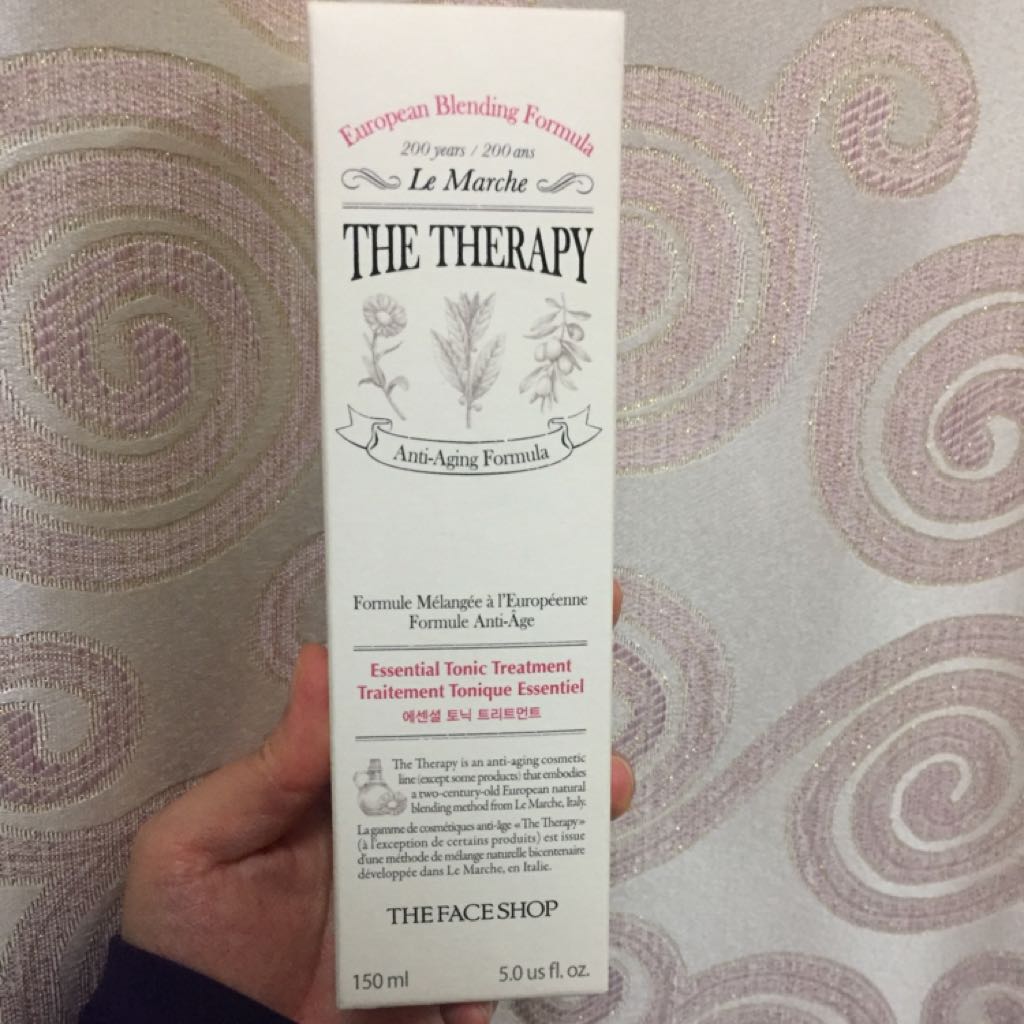 European Blending Formula
200 years / 200 ans
Le Marche
THE THERAPY
Anti-Aging Formula
Formule Mélangée à l'Européenne
Formule Anti-Âge
Essential Tonic Treatment
Traitement Tonique Essentiel
에센셜 토닉 트리트먼트
The Therapy is an anti-aging cosmetic
line (except some products) that embodies
a two-century-old European natural
blending method from Le Marche, Italy.
La gamme de cosmétiques anti-âge «The Therapy»
(à l'exception de certains produits) est issue
d'une méthode de mélange naturelle bicentenaire
développée dans Le Marche, en Italie.
THE FACE SHOP
150 ml 5.0 us fl. oz.